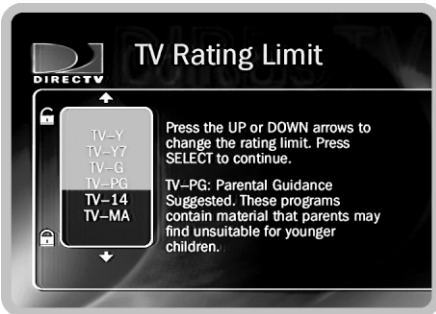 TV Rating Limit
DIRECTV
TV–Y
TV–Y7
TV–G
TV–PG
TV–14
TV–MA
Press the UP or DOWN arrows to
change the rating limit. Press
SELECT to continue.
TV–PG: Parental Guidance
Suggested. These programs
contain material that parents may
find unsuitable for younger
children.